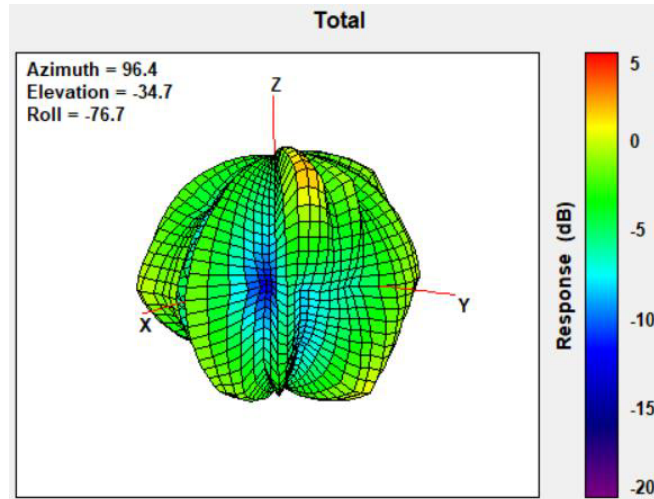 Total
Azimuth = 96.4
Elevation = -34.7
Roll = -76.7
Z
X
Y
Response (dB)
5
0
-5
-10
-15
-20